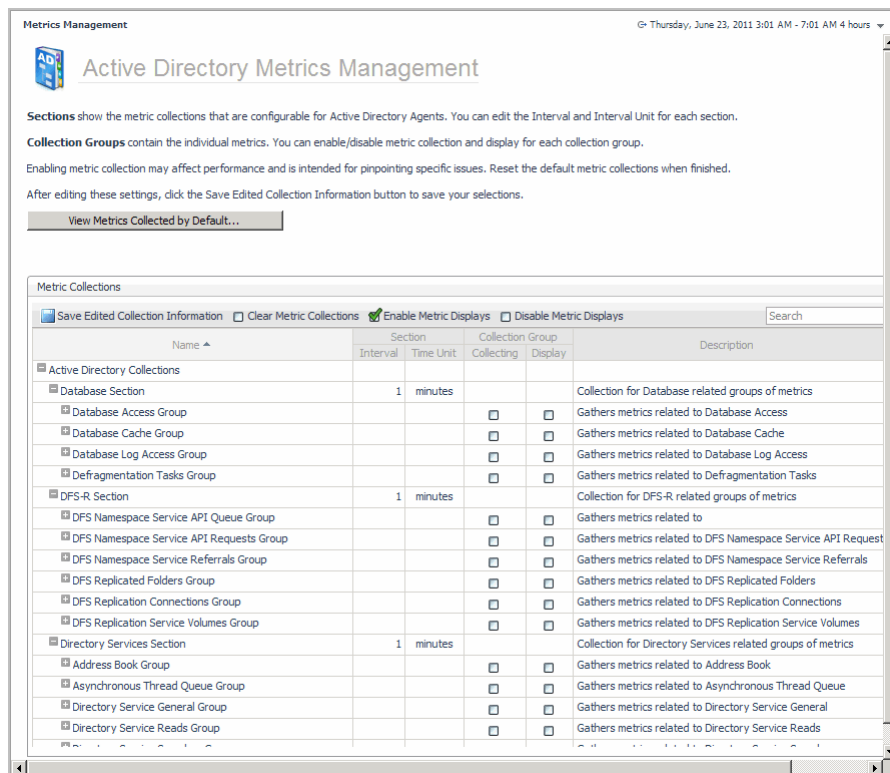 Metrics Management
Thursday, June 23, 2011 3:01 AM - 7:01 AM 4 hours
AD
Active Directory Metrics Management
Sections show the metric collections that are configurable for Active Directory Agents. You can edit the Interval and Interval Unit for each section.
Collection Groups contain the individual metrics. You can enable/disable metric collection and display for each collection group.
Enabling metric collection may affect performance and is intended for pinpointing specific issues. Reset the default metric collections when finished.
After editing these settings, click the Save Edited Collection Information button to save your selections.
View Metrics Collected by Default...
Metric Collections
Save Edited Collection Information Clear Metric Collections Enable Metric Displays Disable Metric Displays Search
Name Section Collection Group Description
Interval Time Unit Collecting Display
Active Directory Collections
Database Section 1 minutes Collection for Database related groups of metrics
Database Access Group Gathers metrics related to Database Access
Database Cache Group Gathers metrics related to Database Cache
Database Log Access Group Gathers metrics related to Database Log Access
Defragmentation Tasks Group Gathers metrics related to Defragmentation Tasks
DFS-R Section 1 minutes Collection for DFS-R related groups of metrics
DFS Namespace Service API Queue Group Gathers metrics related to
DFS Namespace Service API Requests Group Gathers metrics related to DFS Namespace Service API Request
DFS Namespace Service Referrals Group Gathers metrics related to DFS Namespace Service Referrals
DFS Replicated Folders Group Gathers metrics related to DFS Replicated Folders
DFS Replication Connections Group Gathers metrics related to DFS Replication Connections
DFS Replication Service Volumes Group Gathers metrics related to DFS Replication Service Volumes
Directory Services Section 1 minutes Collection for Directory Services related groups of metrics
Address Book Group Gathers metrics related to Address Book
Asynchronous Thread Queue Group Gathers metrics related to Asynchronous Thread Queue
Directory Service General Group Gathers metrics related to Directory Service General
Directory Service Reads Group Gathers metrics related to Directory Service Reads